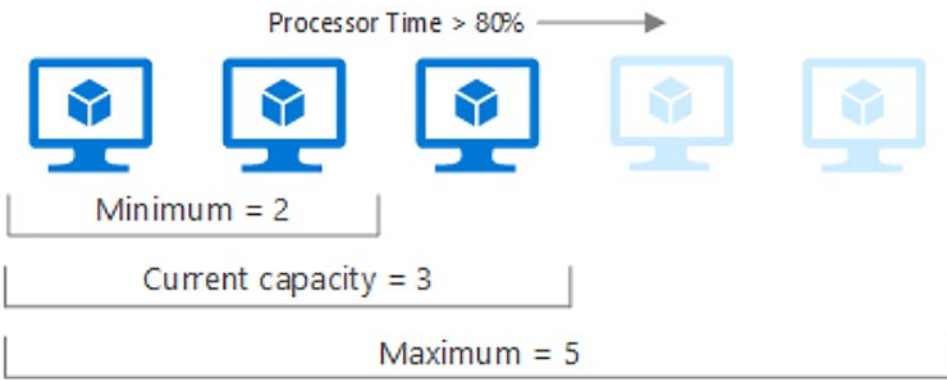 Processor Time > 80%
Minimum = 2
Current capacity = 3
Maximum = 5